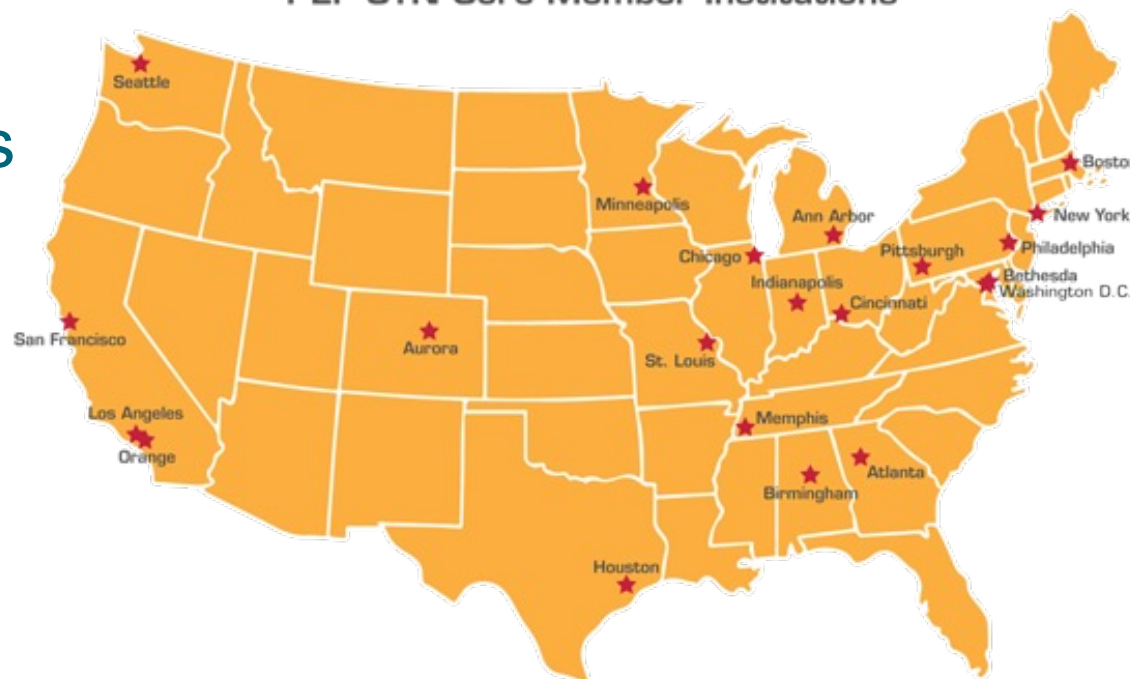 s
Seattle
Bosto
Minneapolis
Ann Arbor
New York
Chicago
Pittsburgh
Philadelphia
Indianapolis
Bethesda
Washington D.C.
Cincinnati
San Francisco
Aurora
St. Louis
Los Angeles
Memphis
Orange
Atlanta
Birmingham
Houston